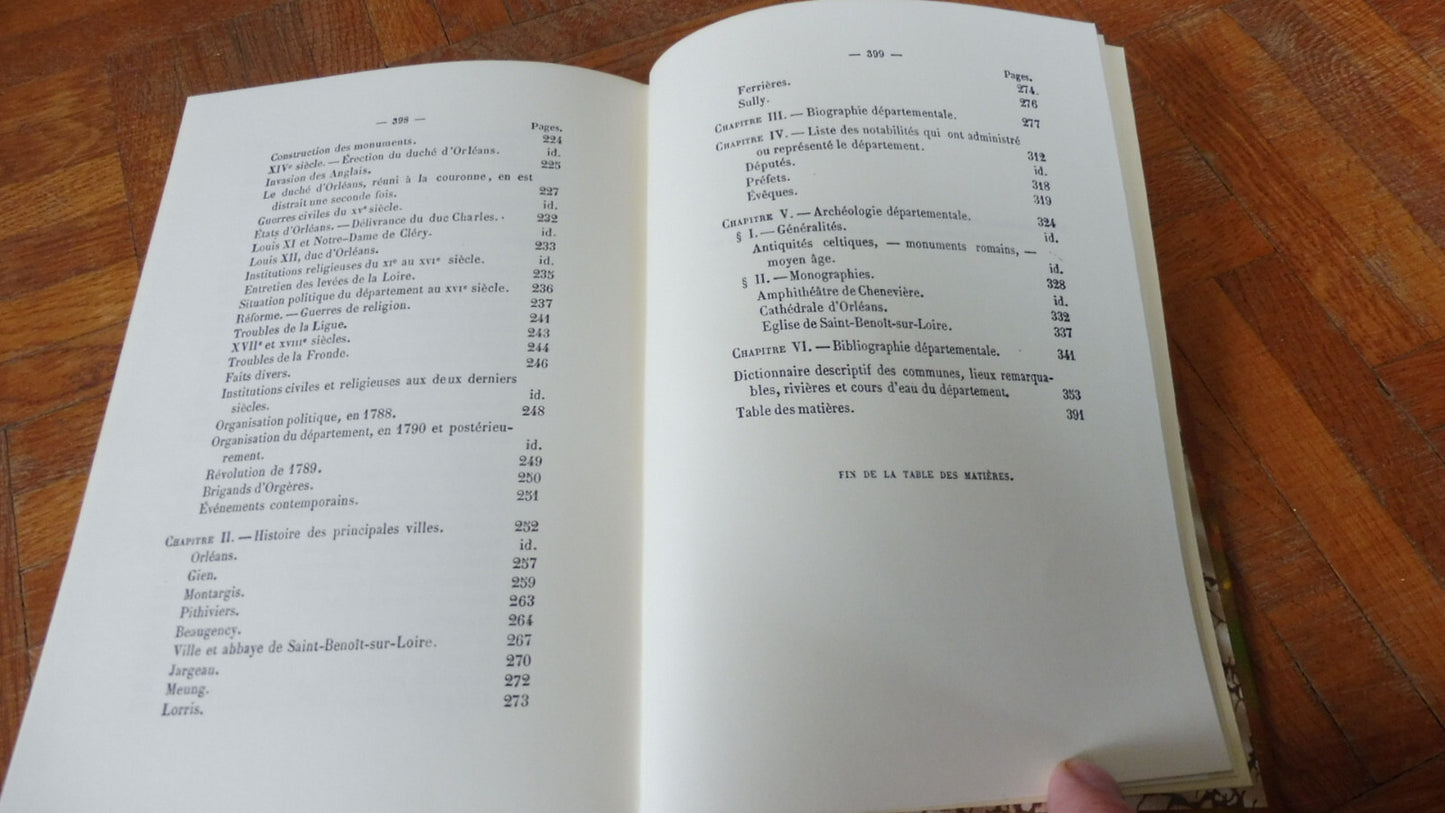 — 398 —
Pages.
Construction des monuments. 224
XIVe siècle. — Érection du duché d'Orléans. id.
Invasion des Anglais. 225
Le duché d'Orléans, réuni à la couronne, en est
distrait une seconde fois. 227
Guerres civiles du xve siècle. id.
États d'Orléans. — Délivrance du duc Charles. . 232
Louis XI et Notre-Dame de Cléry. id.
Louis XII, duc d'Orléans. 233
Institutions religieuses du xie au xvie siècle. id.
Entretien des levées de la Loire. 235
Situation politique du département au xvie siècle. 236
Réforme. — Guerres de religion. 237
Troubles de la Ligue. 241
XVIIe et xviiie siècles. 243
Troubles de la Fronde. 244
Faits divers. 246
Institutions civiles et religieuses aux deux derniers
siècles. id.
Organisation politique, en 1788. 248
Organisation du département, en 1790 et postérieu-
rement. id.
Révolution de 1789. 249
Brigands d'Orgères. 250
Événements contemporains. 251
Chapitre II. — Histoire des principales villes. 252
Orléans. id.
Gien. 257
Montargis. 259
Pithiviers. 263
Beaugency. 264
Ville et abbaye de Saint-Benoît-sur-Loire. 267
Jargeau. 270
Meung. 272
Lorris. 273
— 399 —
Pages.
Ferrières. 274
Sully. 276
Chapitre III. — Biographie départementale. 277
Chapitre IV. — Liste des notabilités qui ont administré
ou représenté le département. 312
Députés. id.
Préfets. 318
Évêques. 319
Chapitre V. — Archéologie départementale. 324
§ I. — Généralités. id.
Antiquités celtiques, — monuments romains, —
moyen âge. id.
§ II. — Monographies. 328
Amphithéâtre de Chenevière. id.
Cathédrale d'Orléans. 332
Eglise de Saint-Benoît-sur-Loire. 337
Chapitre VI. — Bibliographie départementale. 341
Dictionnaire descriptif des communes, lieux remarqua-
bles, rivières et cours d'eau du département. 353
Table des matières. 391
FIN DE LA TABLE DES MATIÈRES.